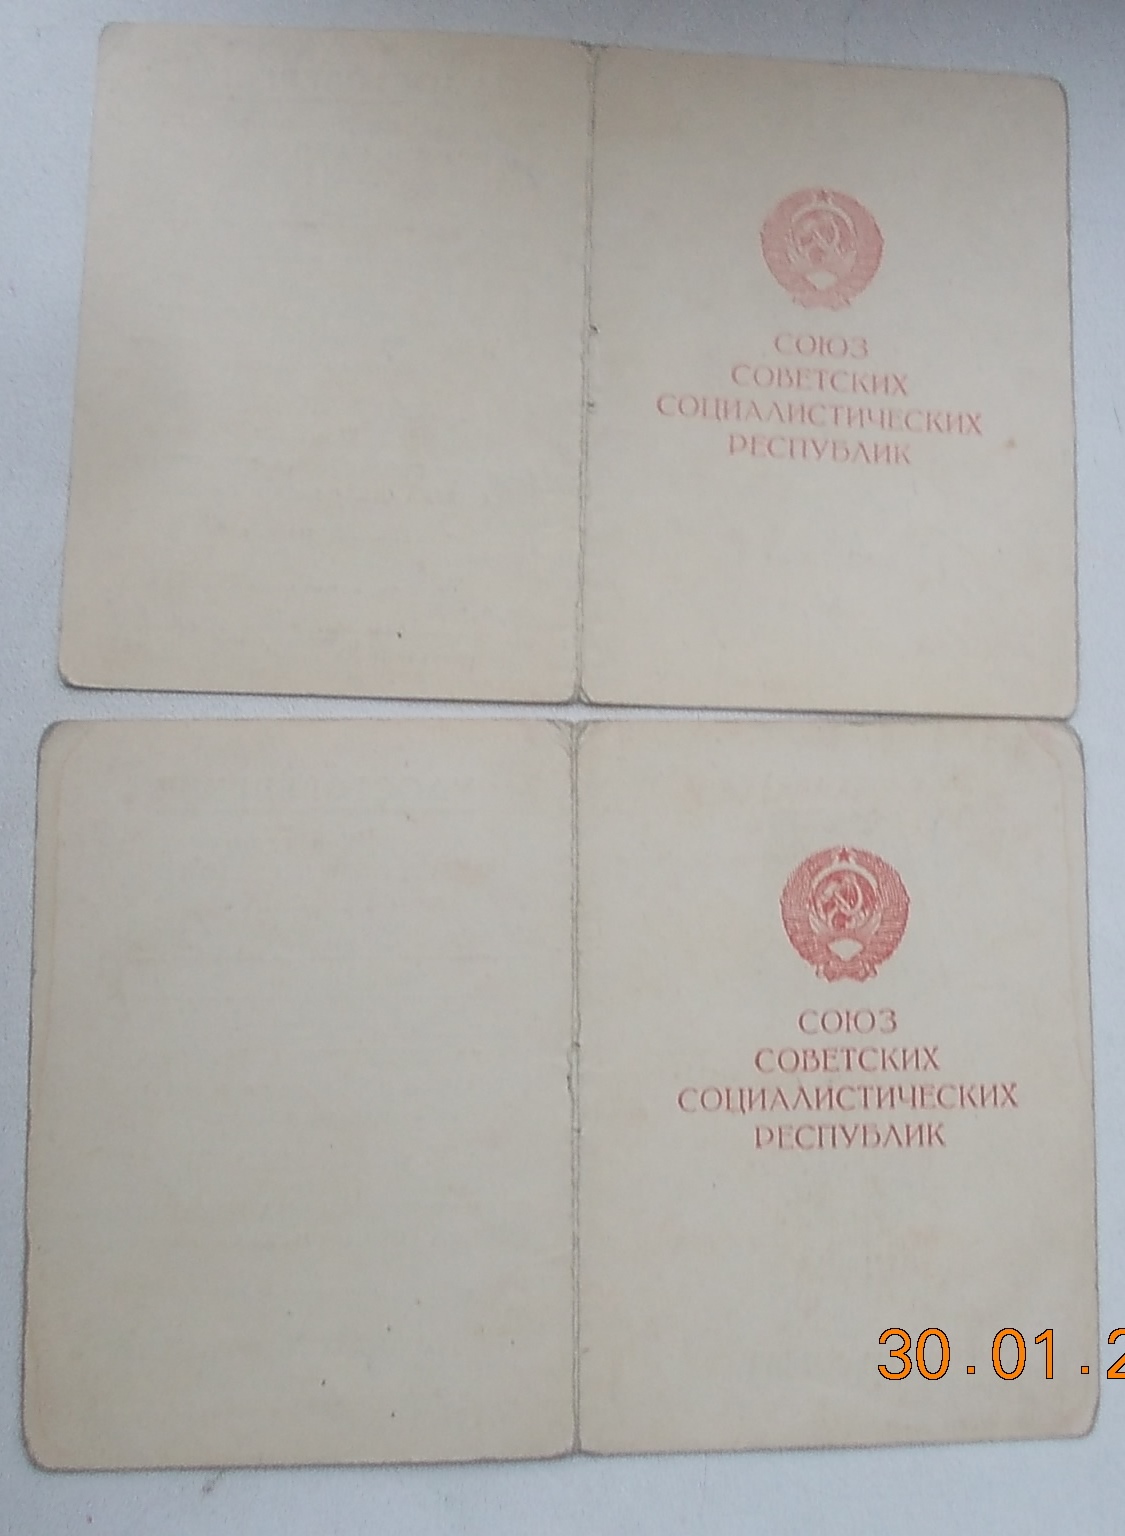 СОЮЗ
СОВЕТСКИХ
СОЦИАЛИСТИЧЕСКИХ
РЕСПУБЛИК
СОЮЗ
СОВЕТСКИХ
СОЦИАЛИСТИЧЕСКИХ
РЕСПУБЛИК
30.01.2